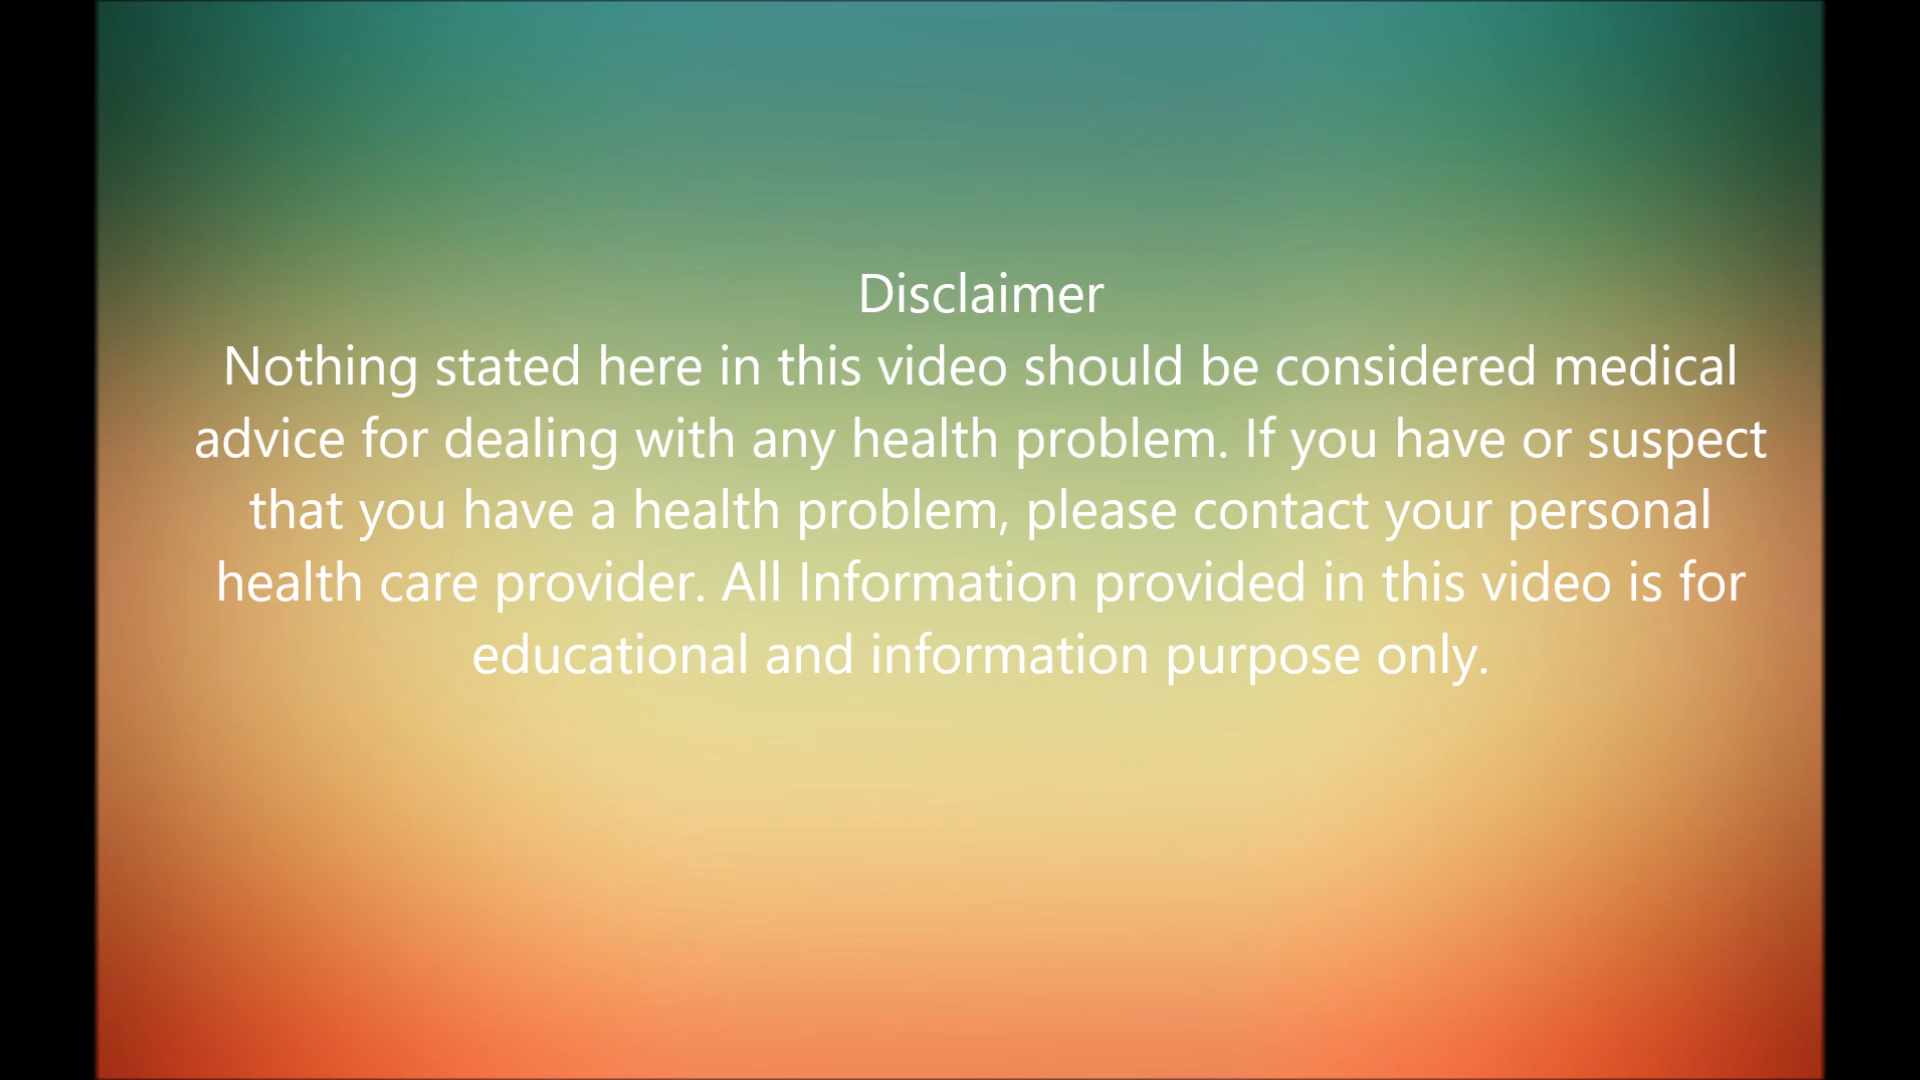 Disclaimer
Nothing stated here in this video should be considered medical
advice for dealing with any health problem. If you have or suspect
that you have a health problem, please contact your personal
health care provider. All Information provided in this video is for
educational and information purpose only.